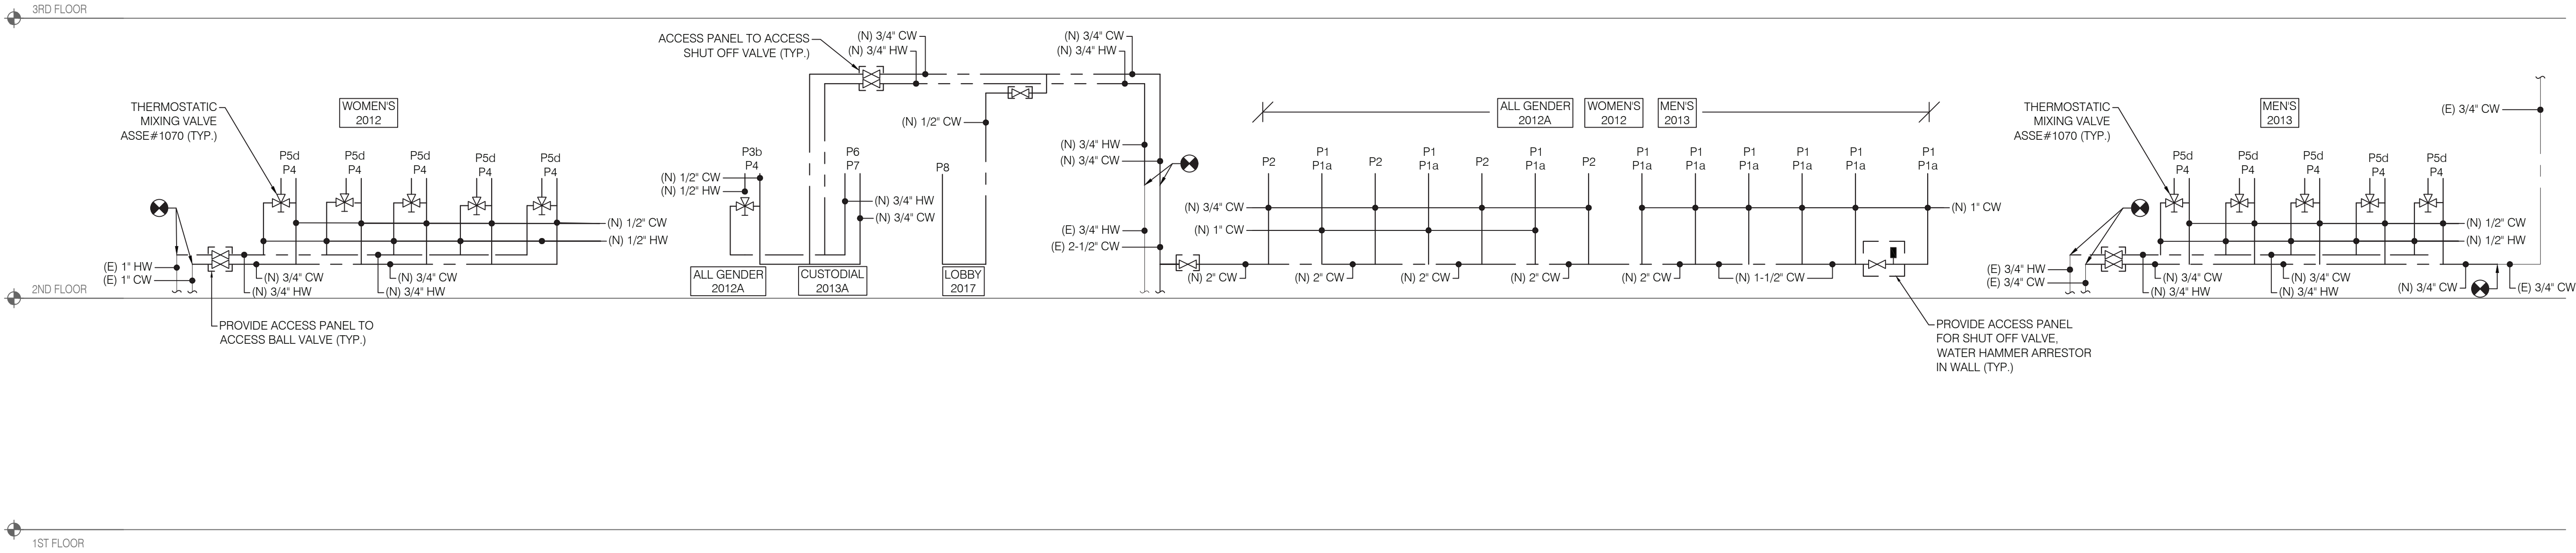 3RD FLOOR
THERMOSTATIC
MIXING VALVE
ASSE#1070 (TYP.)
WOMEN'S
2012
P5d
P4
P5d
P4
P5d
P4
P5d
P4
P5d
P4
(N) 1/2" CW
(N) 1/2" HW
(E) 1" HW
(E) 1" CW
(N) 3/4" CW
(N) 3/4" HW
(N) 3/4" CW
(N) 3/4" HW
2ND FLOOR
PROVIDE ACCESS PANEL TO
ACCESS BALL VALVE (TYP.)
ACCESS PANEL TO ACCESS
SHUT OFF VALVE (TYP.)
(N) 3/4" CW
(N) 3/4" HW
(N) 3/4" CW
(N) 3/4" HW
(N) 1/2" CW
P3b
P4
(N) 1/2" CW
(N) 1/2" HW
P6
P7
(N) 3/4" HW
(N) 3/4" CW
P8
ALL GENDER
2012A
CUSTODIAL
2013A
LOBBY
2017
(N) 3/4" HW
(N) 3/4" CW
(E) 3/4" HW
(E) 2-1/2" CW
ALL GENDER
2012A
WOMEN'S
2012
MEN'S
2013
P2
P1
P1a
P2
P1
P1a
P2
P1
P1a
P2
P1
P1a
P1
P1a
P1
P1a
P1
P1a
P1
P1a
P1
P1a
(N) 3/4" CW
(N) 1" CW
(N) 1" CW
(N) 2" CW
(N) 2" CW
(N) 2" CW
(N) 2" CW
(N) 2" CW
(N) 1-1/2" CW
PROVIDE ACCESS PANEL
FOR SHUT OFF VALVE,
WATER HAMMER ARRESTOR
IN WALL (TYP.)
THERMOSTATIC
MIXING VALVE
ASSE#1070 (TYP.)
MEN'S
2013
(E) 3/4" CW
P5d
P4
P5d
P4
P5d
P4
P5d
P4
P5d
P4
(N) 1/2" CW
(N) 1/2" HW
(E) 3/4" HW
(E) 3/4" CW
(N) 3/4" CW
(N) 3/4" HW
(N) 3/4" CW
(N) 3/4" HW
(N) 3/4" CW
(E) 3/4" CW
1ST FLOOR